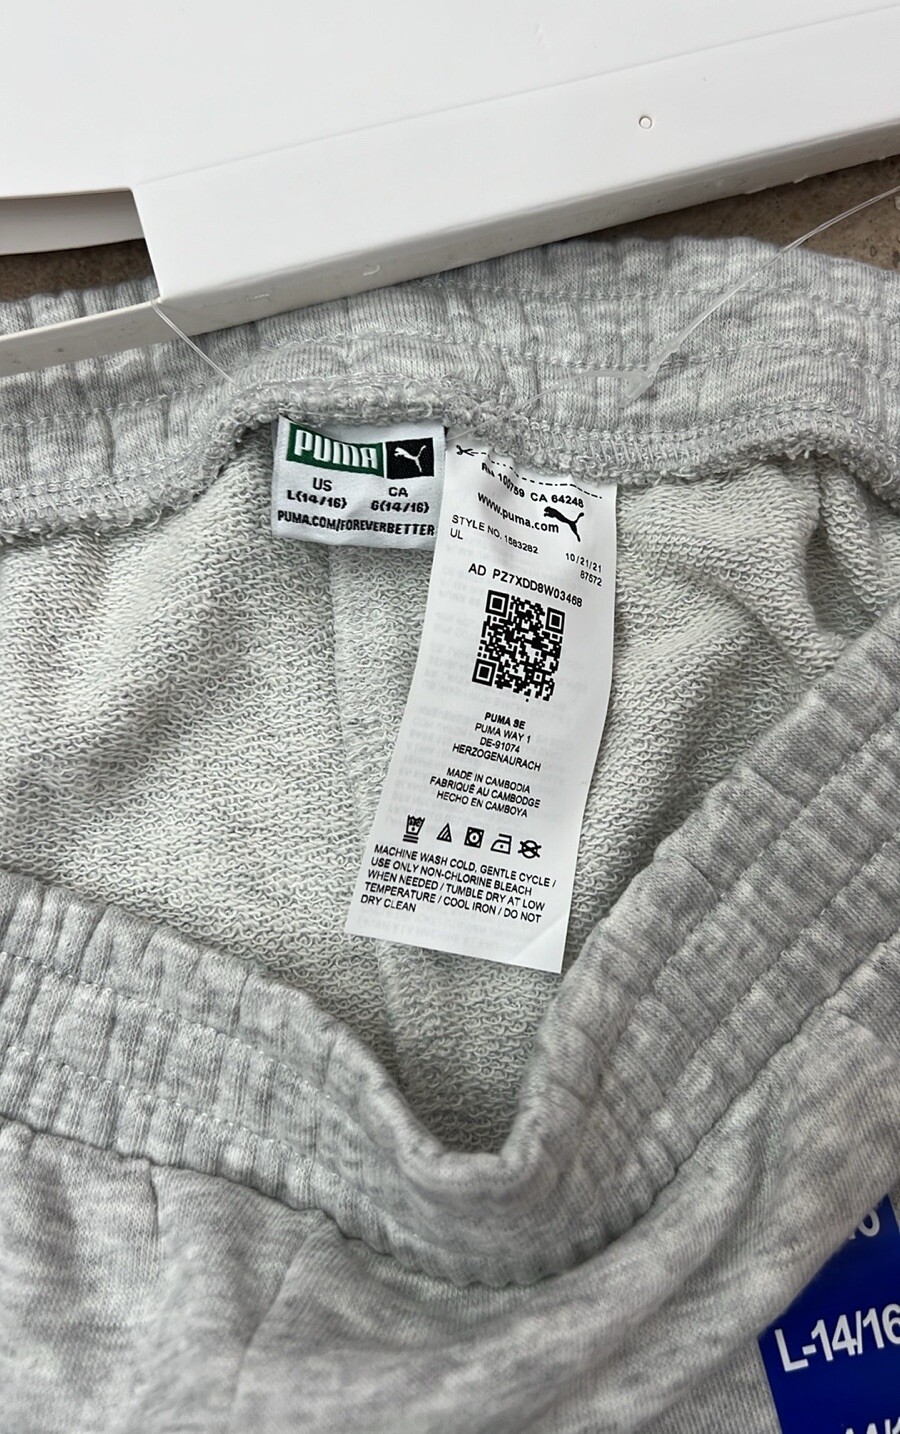 PUMA
US
L(14/16)
CA
G(14/16)
PUMA.COM/FOREVERBETTER
RN 100759 CA 64248
www.puma.com
STYLE NO. 1583282
UL
10/21/21
87572
AD PZ7XDD8W03468
PUMA SE
PUMA WAY 1
DE-91074
HERZOGENAURACH
MADE IN CAMBODIA
FABRIQUÉ AU CAMBODGE
HECHO EN CAMBOYA
MACHINE WASH COLD, GENTLE CYCLE /
USE ONLY NON-CHLORINE BLEACH
WHEN NEEDED / TUMBLE DRY AT LOW
TEMPERATURE / COOL IRON / DO NOT
DRY CLEAN
L-14/16